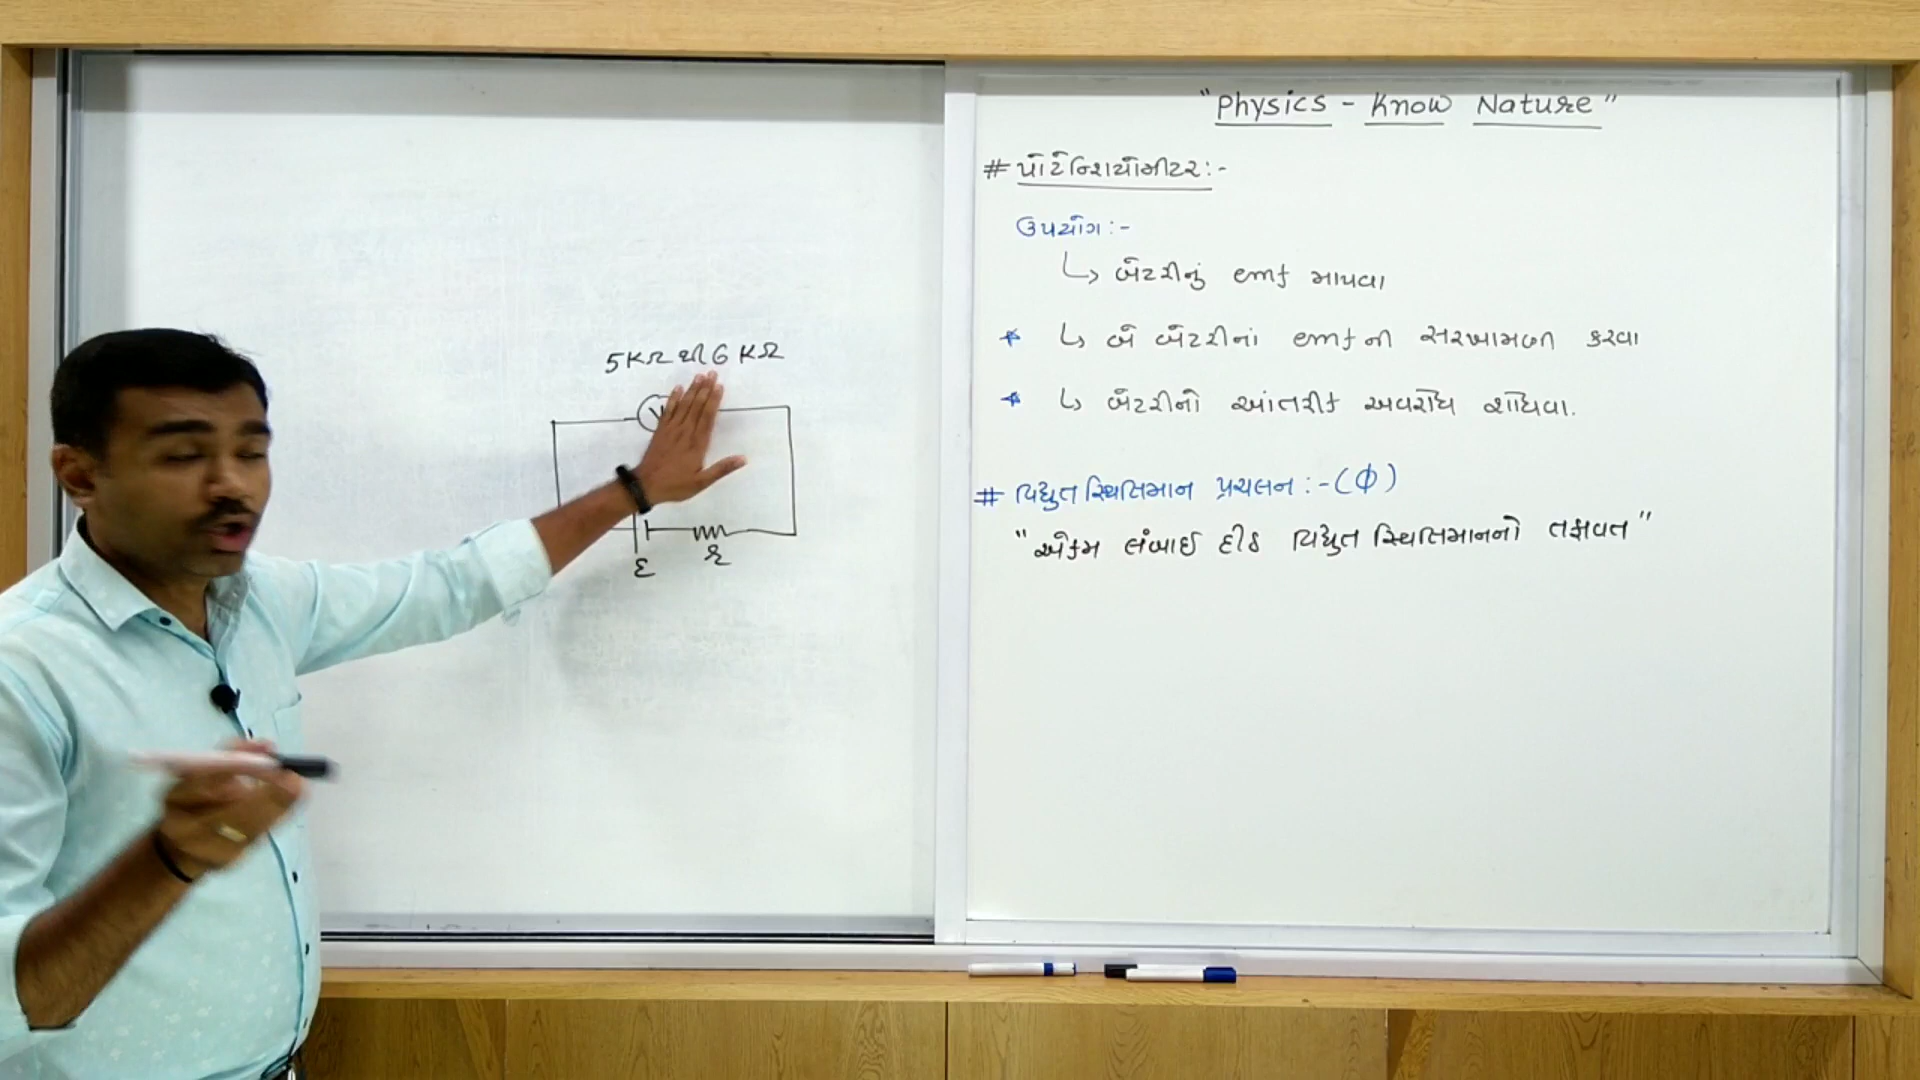 5KΩ થી 6 KΩ
V
ε
r
"Physics - Know Nature"
# પોટેન્શિયોમીટર:-
ઉપયોગ:-
↳ બેટરીનું emf માપવા
* ↳ બે બેટરીનાં emf ની સરખામણી કરવા
* ↳ બેટરીનો આંતરીક અવરોધ શોધવા.
# વિદ્યુત સ્થિતિમાન પ્રચલન:-(ϕ)
"એકમ લંબાઈ દીઠ વિદ્યુત સ્થિતિમાનનો તફાવત"